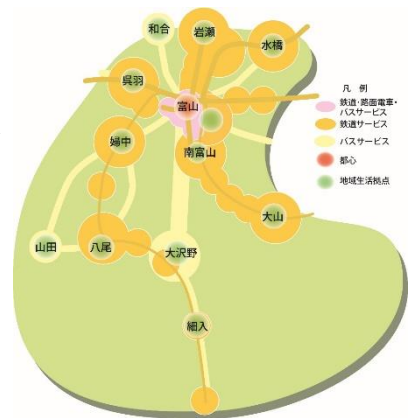 和合
岩瀬
水橋
呉羽
富山
凡 例
鉄道・路面電車・
バスサービス
鉄道サービス
バスサービス
都心
地域生活拠点
婦中
南富山
大山
山田
八尾
大沢野
細入